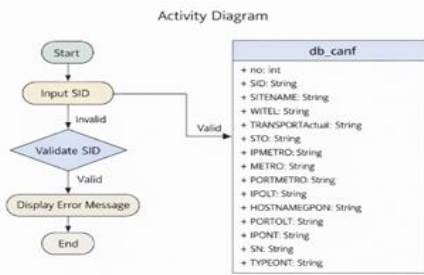 Activity Diagram
Start
Input SID
invalid
Validate SID
Valid
Display Error Message
End
Valid
db_canf
+ no: int
+ SID: String
+ SITENAME: String
+ WITEL: String
+ TRANSPORTActual: String
+ STO: String
+ IPMETRO: String
+ METRO: String
+ PORTMETRO: String
+ IPOLT: String
+ HOSTNAMEGPON: String
+ PORTOLT: String
+ IPONT: String
+ SN: String
+ TYPEONT: String